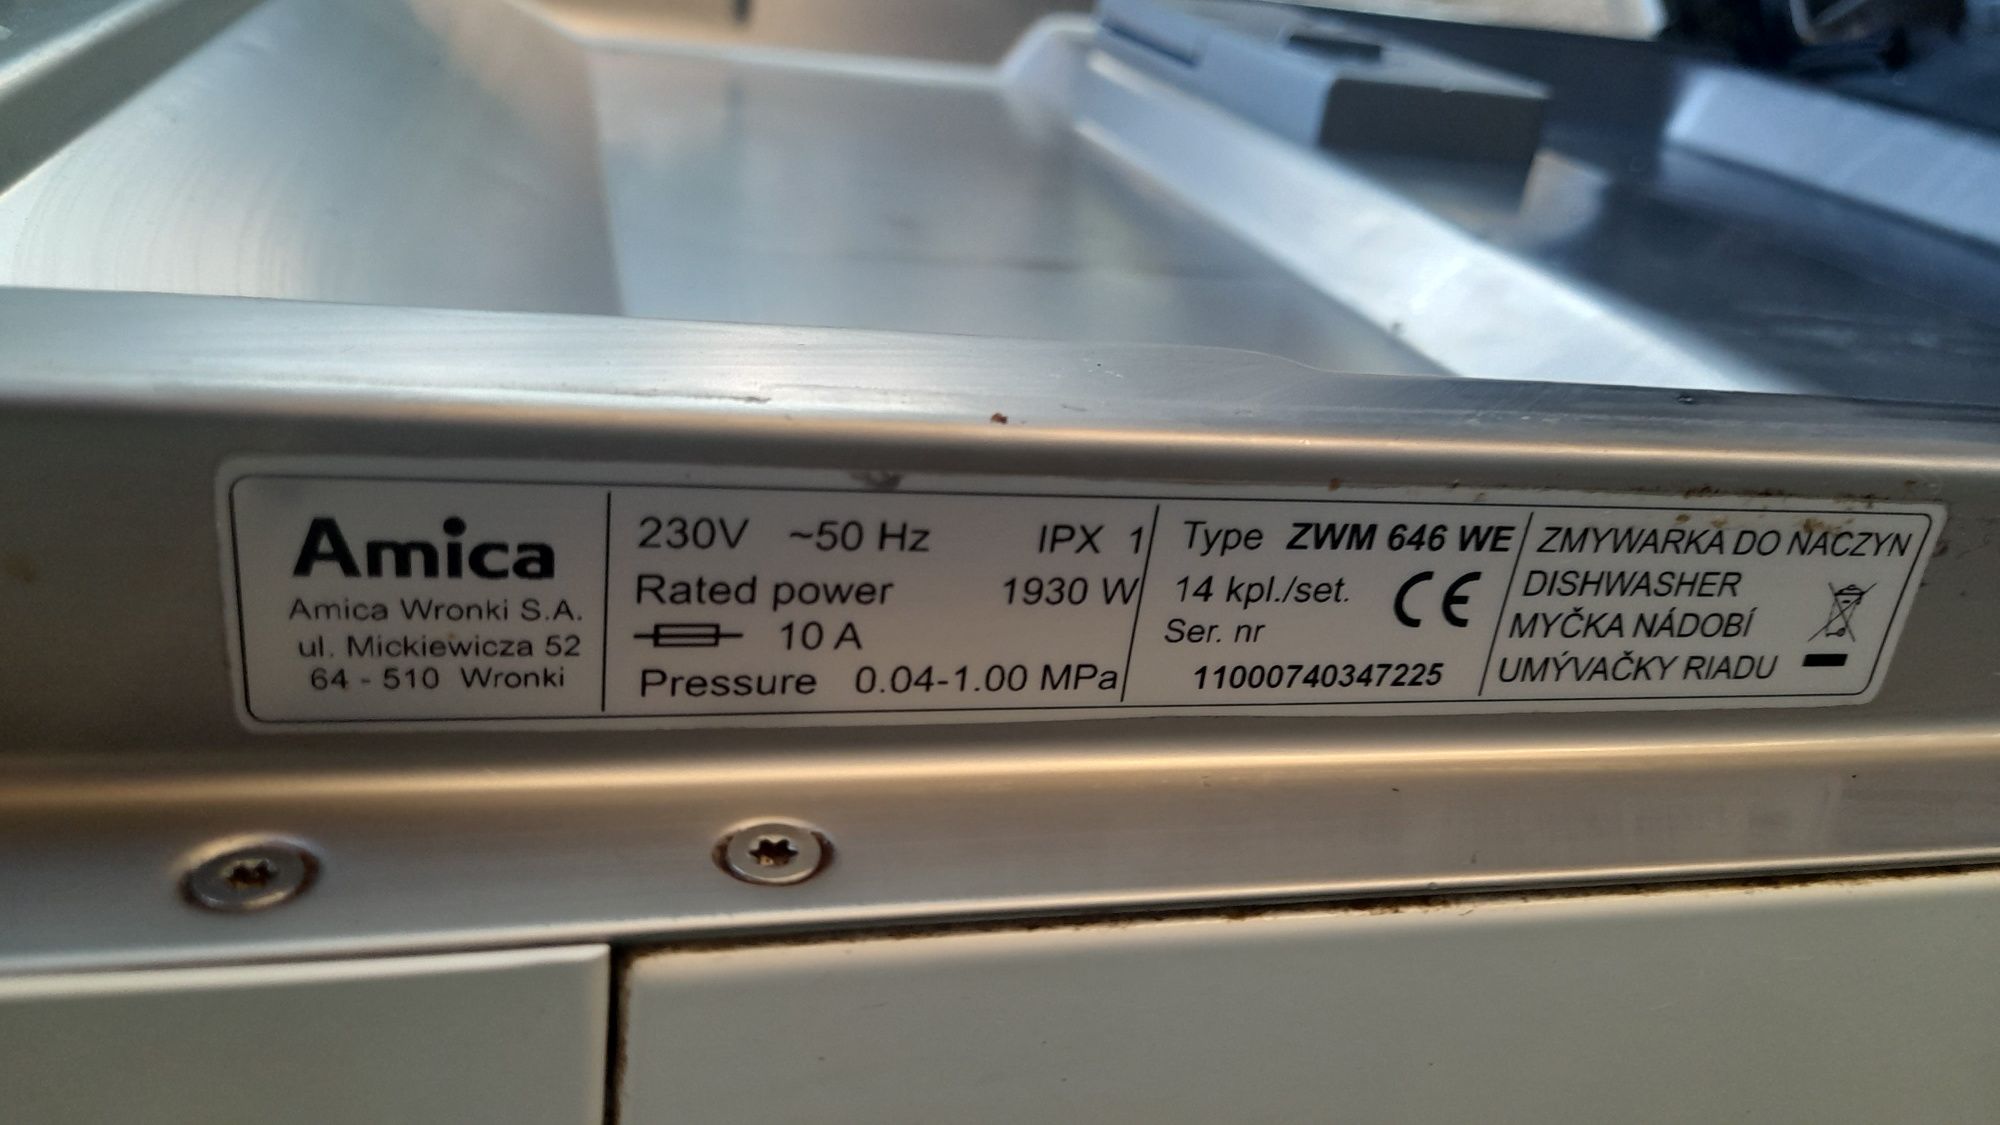 Amica
Amica Wronki S.A.
ul. Mickiewicza 52
64 - 510 Wronki
230V ~50 Hz IPX 1
Rated power 1930 W
10 A
Pressure 0.04-1.00 MPa
Type ZWM 646 WE
14 kpl./set. CE
Ser. nr
11000740347225
ZMYWARKA DO NACZYN
DISHWASHER
MYČKA NÁDOBÍ
UMÝVAČKY RIADU